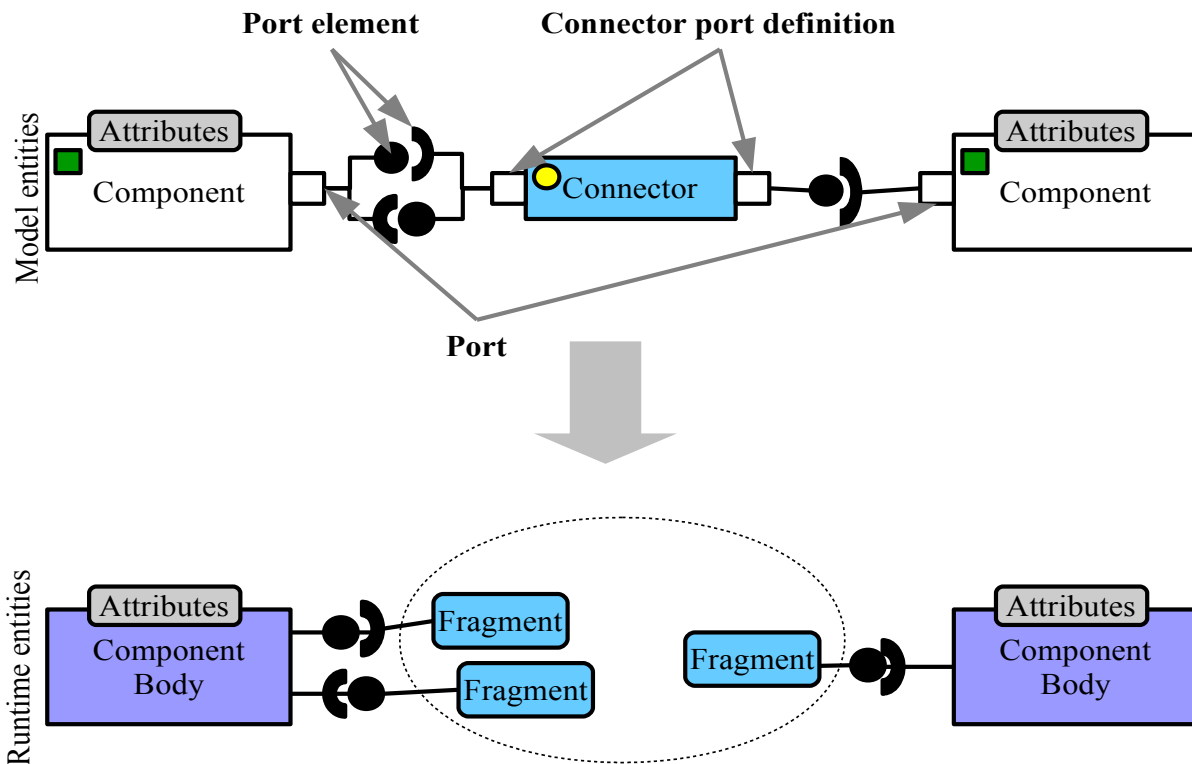 Port element
Connector port definition
Model entities
Attributes
Component
Connector
Attributes
Component
Port
Runtime entities
Attributes
Component
Body
Fragment
Fragment
Fragment
Attributes
Component
Body